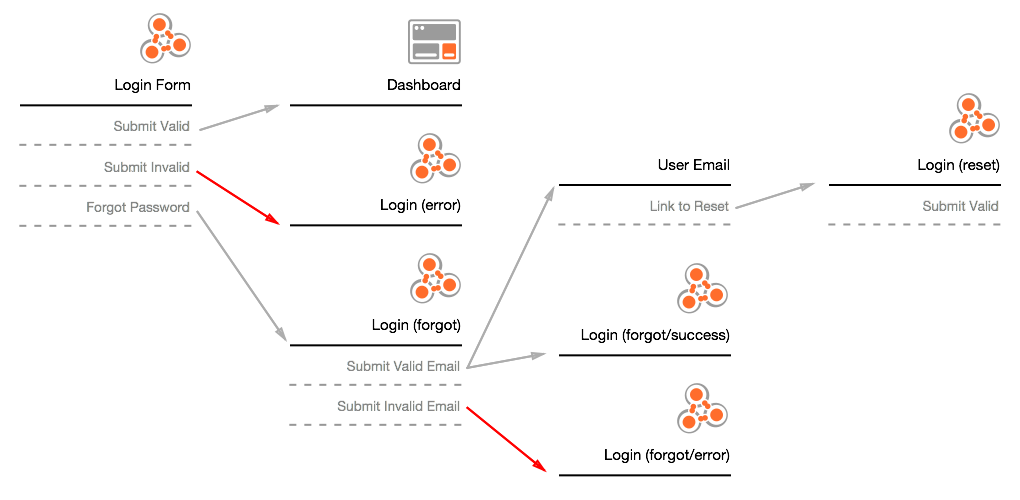 Login Form
Submit Valid
Submit Invalid
Forgot Password
Dashboard
Login (error)
Login (forgot)
Submit Valid Email
Submit Invalid Email
User Email
Link to Reset
Login (forgot/success)
Login (forgot/error)
Login (reset)
Submit Valid